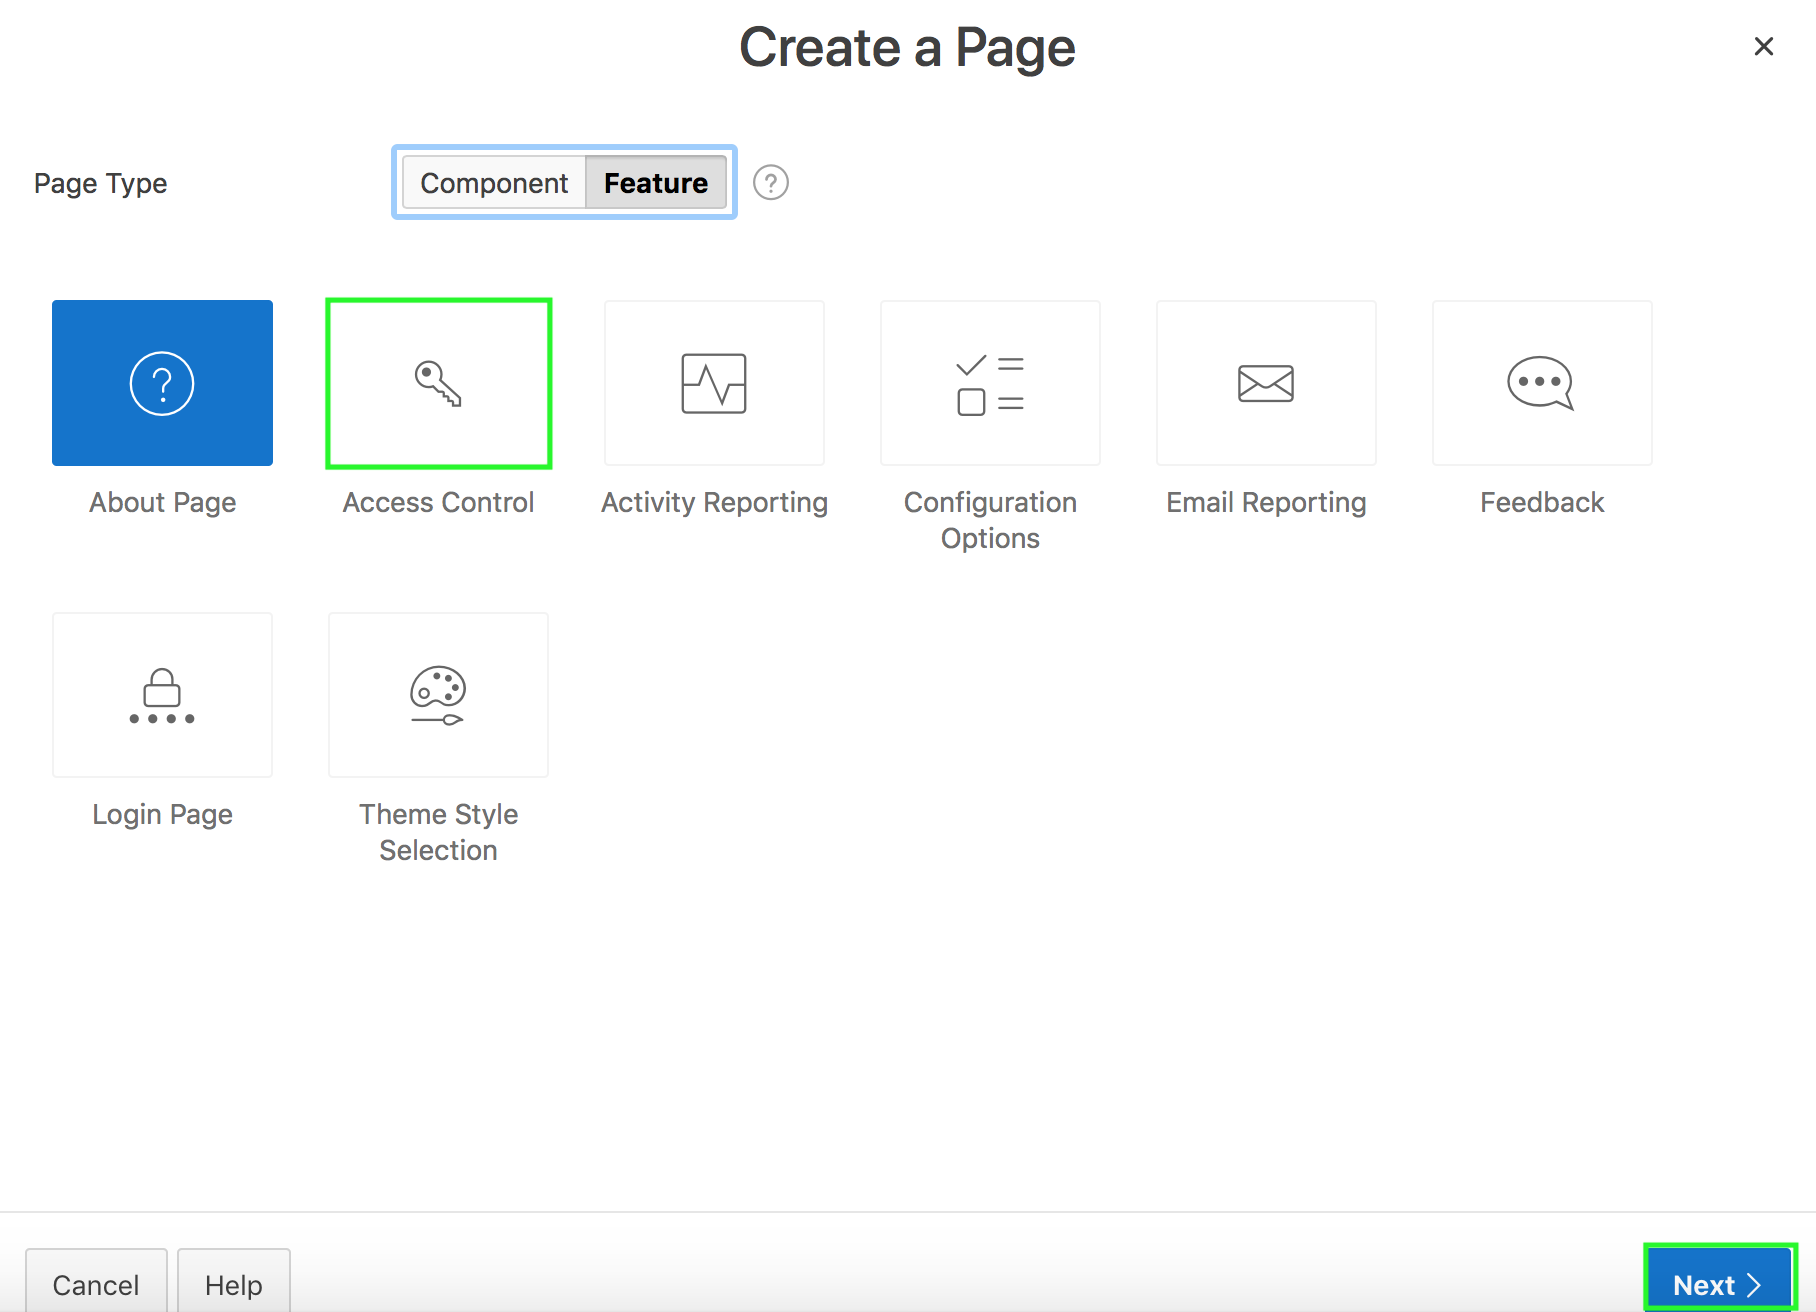 Create a Page
Page Type
Component Feature
About Page
Access Control
Activity Reporting
Configuration
Options
Email Reporting
Feedback
Login Page
Theme Style
Selection
Cancel
Help
Next